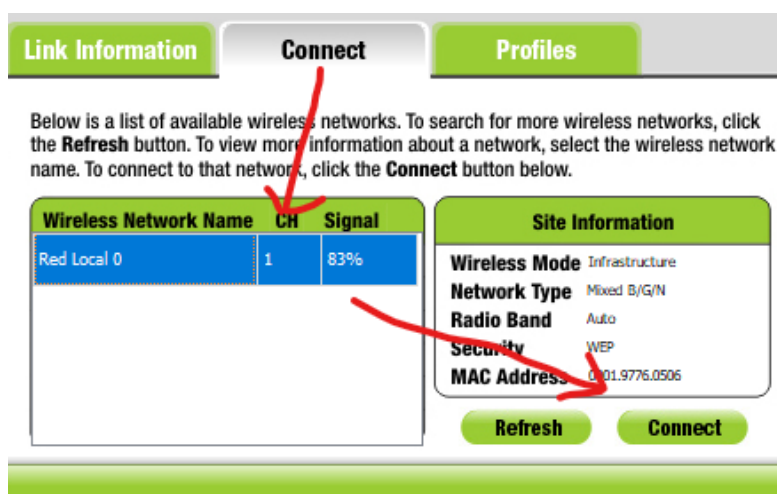 Link Information Connect Profiles
Below is a list of available wireless networks. To search for more wireless networks, click
the Refresh button. To view more information about a network, select the wireless network
name. To connect to that network, click the Connect button below.
Wireless Network Name CH Signal
Red Local 0 1 83%
Site Information
Wireless Mode Infrastructure
Network Type Mixed B/G/N
Radio Band Auto
Security WEP
MAC Address 0001.9776.0506
Refresh Connect